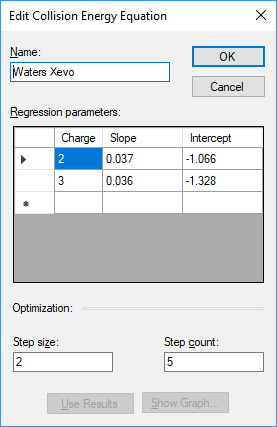 Edit Collision Energy Equation
Name:
Waters Xevo
OK
Cancel
Regression parameters:
Charge Slope Intercept
2 0.037 -1.066
3 0.036 -1.328
Optimization:
Step size: Step count:
2 5
Use Results Show Graph...